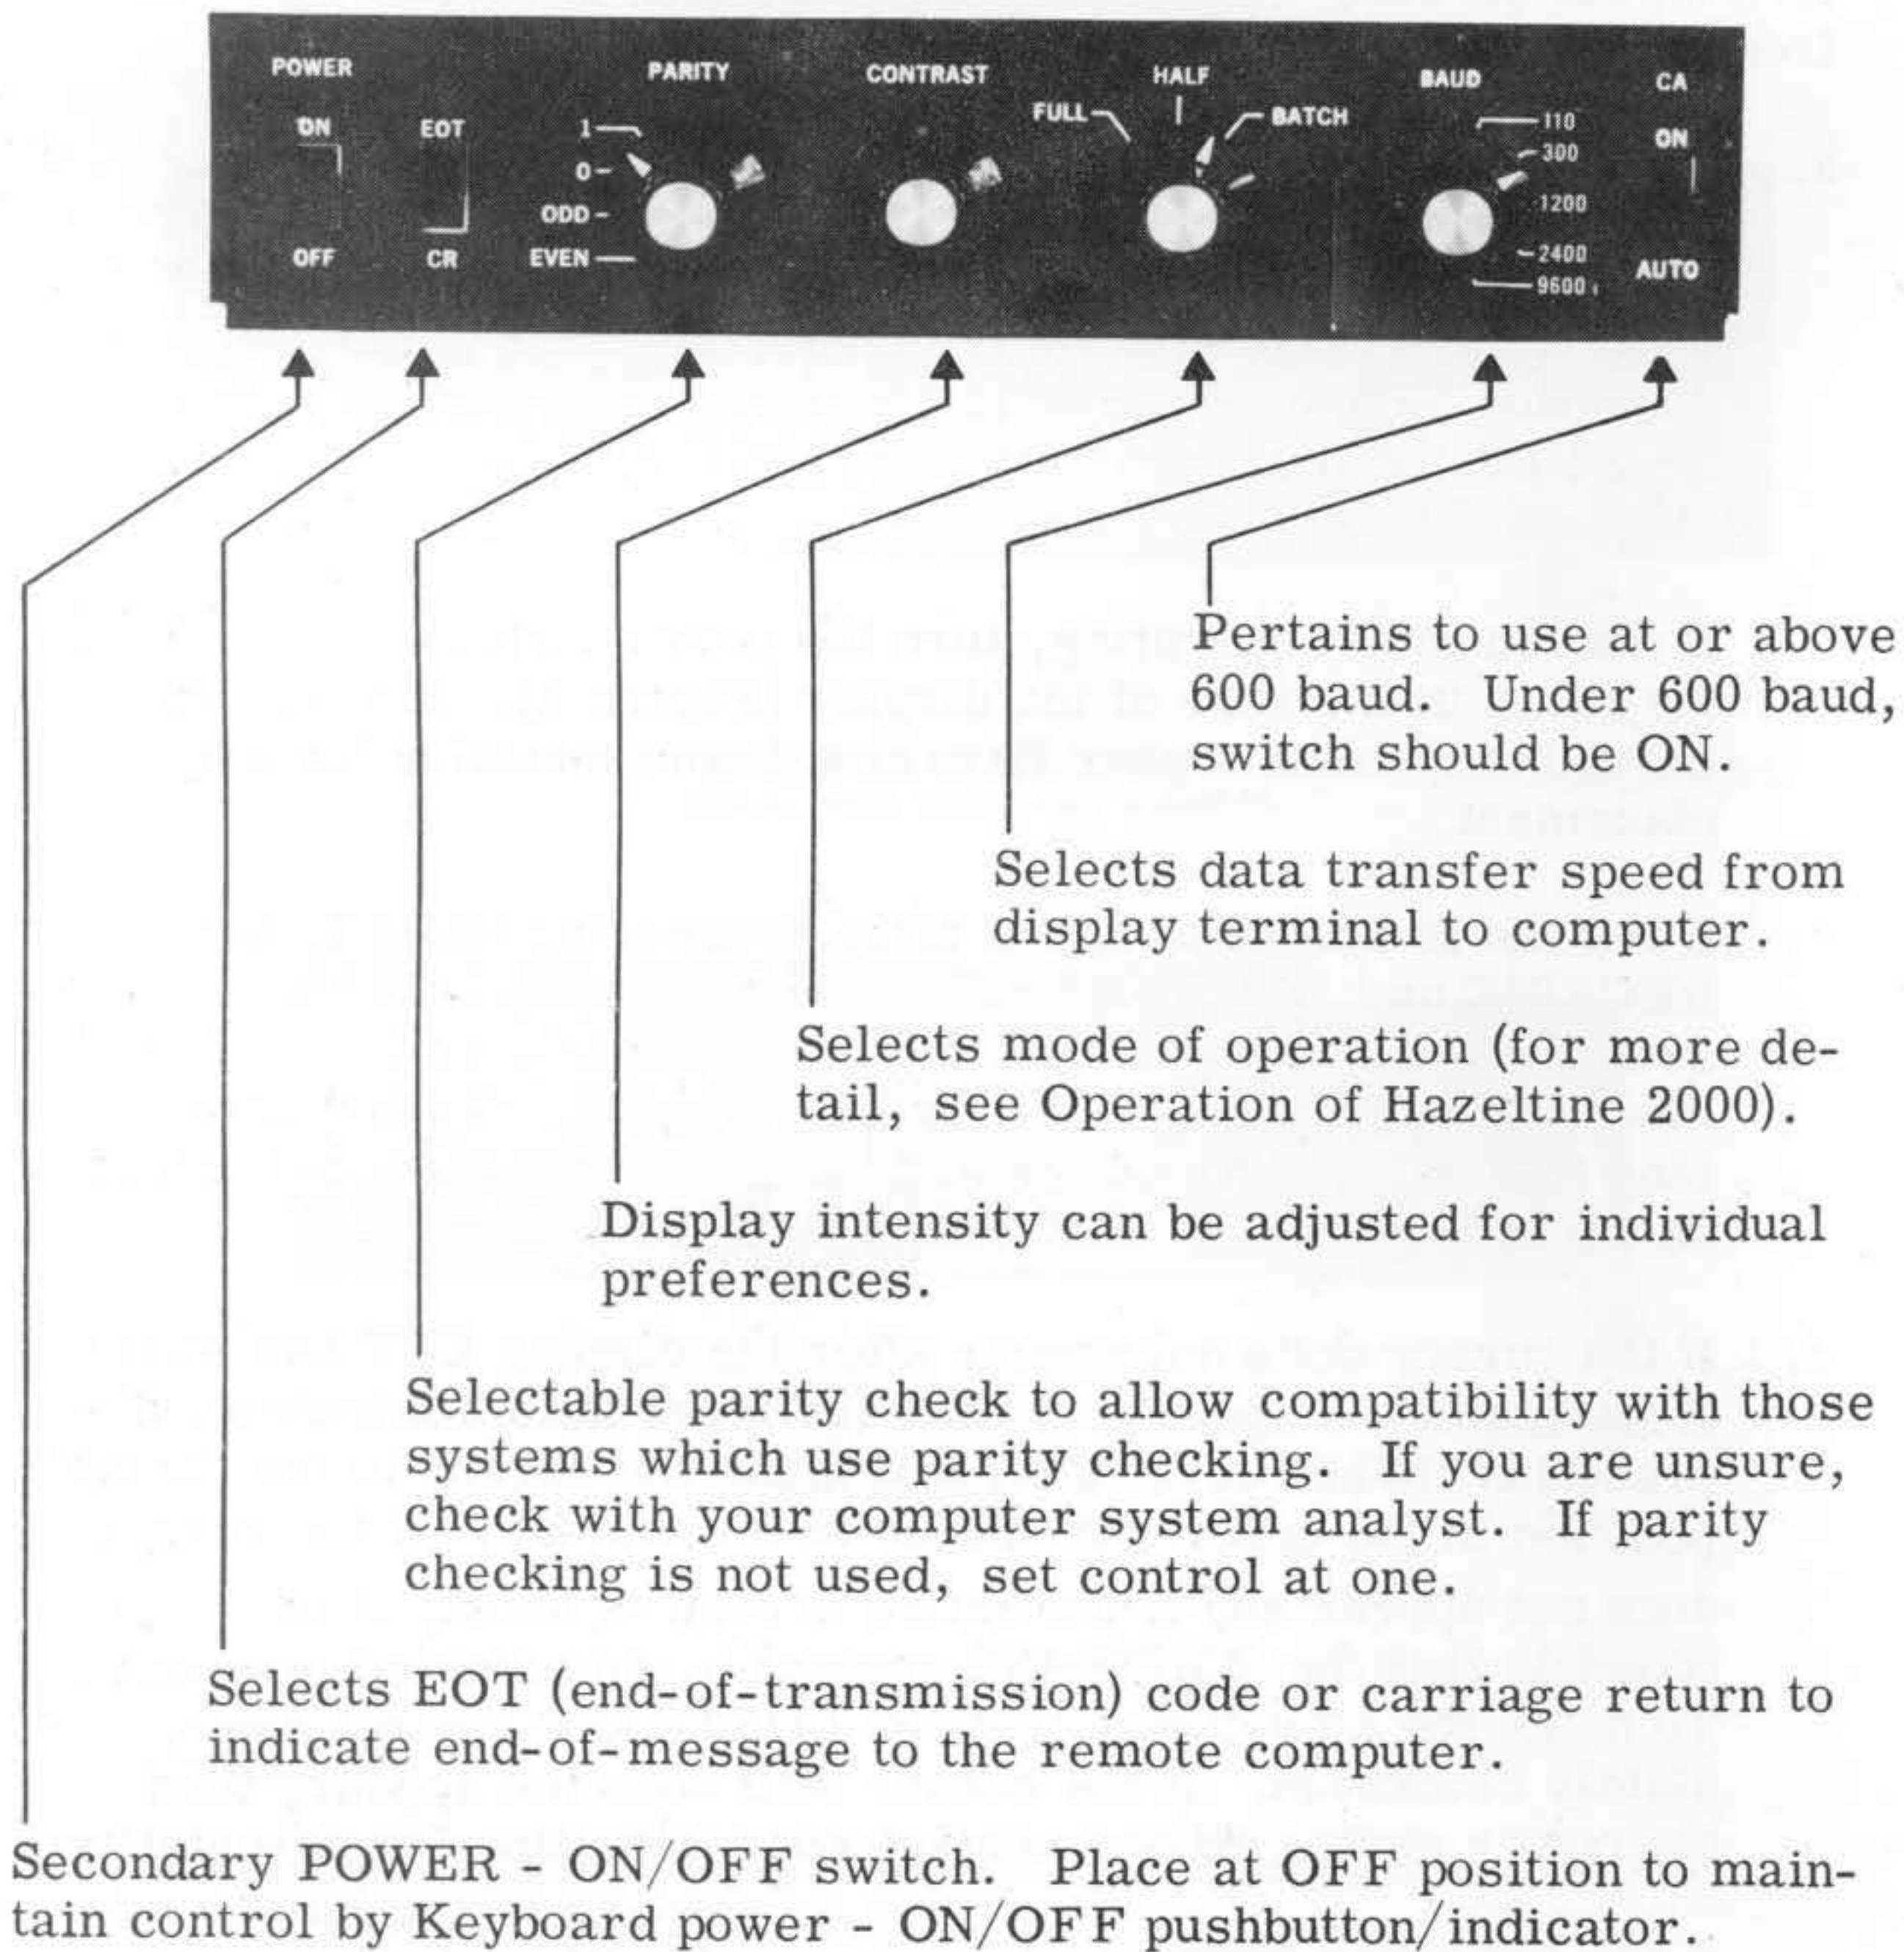 POWER
ON
OFF
EOT
CR
PARITY
1
0
ODD
EVEN
CONTRAST
HALF
FULL
BATCH
BAUD
110
300
1200
2400
9600
CA
ON
AUTO
Pertains to use at or above
600 baud. Under 600 baud,
switch should be ON.
Selects data transfer speed from
display terminal to computer.
Selects mode of operation (for more de-
tail, see Operation of Hazeltine 2000).
Display intensity can be adjusted for individual
preferences.
Selectable parity check to allow compatibility with those
systems which use parity checking. If you are unsure,
check with your computer system analyst. If parity
checking is not used, set control at one.
Selects EOT (end-of-transmission) code or carriage return to
indicate end-of-message to the remote computer.
Secondary POWER - ON/OFF switch. Place at OFF position to main-
tain control by Keyboard power - ON/OFF pushbutton/indicator.